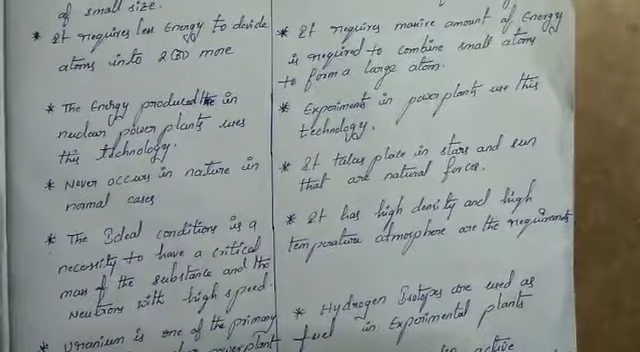 of small size.
* It requires less Energy to devide
atoms into 2 (or) more
* The Energy produced in
nuclear power plants uses
this technology.
* Never occurs in nature in
normal cases
* The Ideal conditions is a
necessity to have a critical
mass of the substance and the
Neutrons with high speed.
* Uranium is one of the primary
power plant
* It requires massive amount of Energy
is required to combine small atoms
to form a large atom.
* Experiments in power plants use this
technology.
* It takes place in stars and sun
that are natural forces.
* It has high density and high
temperature atmosphere are the requirements
* Hydrogen Isotopes are used as
fuel in Experimental plants
active